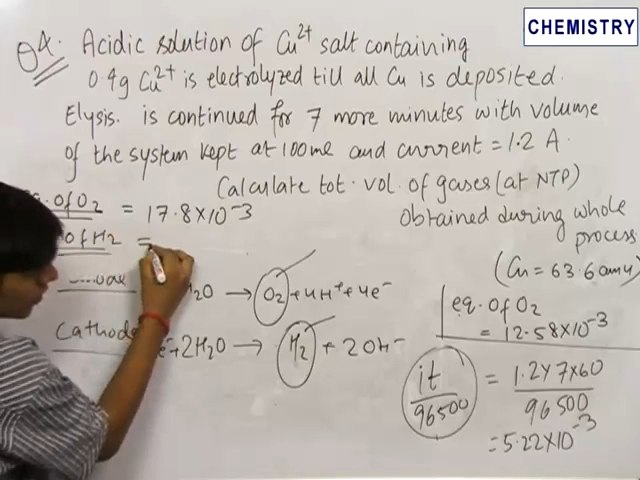 CHEMISTRY
Q4. Acidic solution of Cu2+ salt containing
0.4g Cu2+ is electrolyzed till all Cu is deposited.
Elysis. is continued for 7 more minutes with volume
of the system kept at 100ml and current = 1.2 A.
Calculate tot. vol. of gases (at NTP)
obtained during whole
process
(Cu = 63.6 amu)
of O2 = 17.8×10-3
of H2 =
H2O → O2 + 4H+ + 4e-
Cathode
e- + 2H2O → H2 + 2OH-
eq. of O2
= 12.58×10-3
it/96500 = 1.2×7×60/96500
= 5.22×10-3